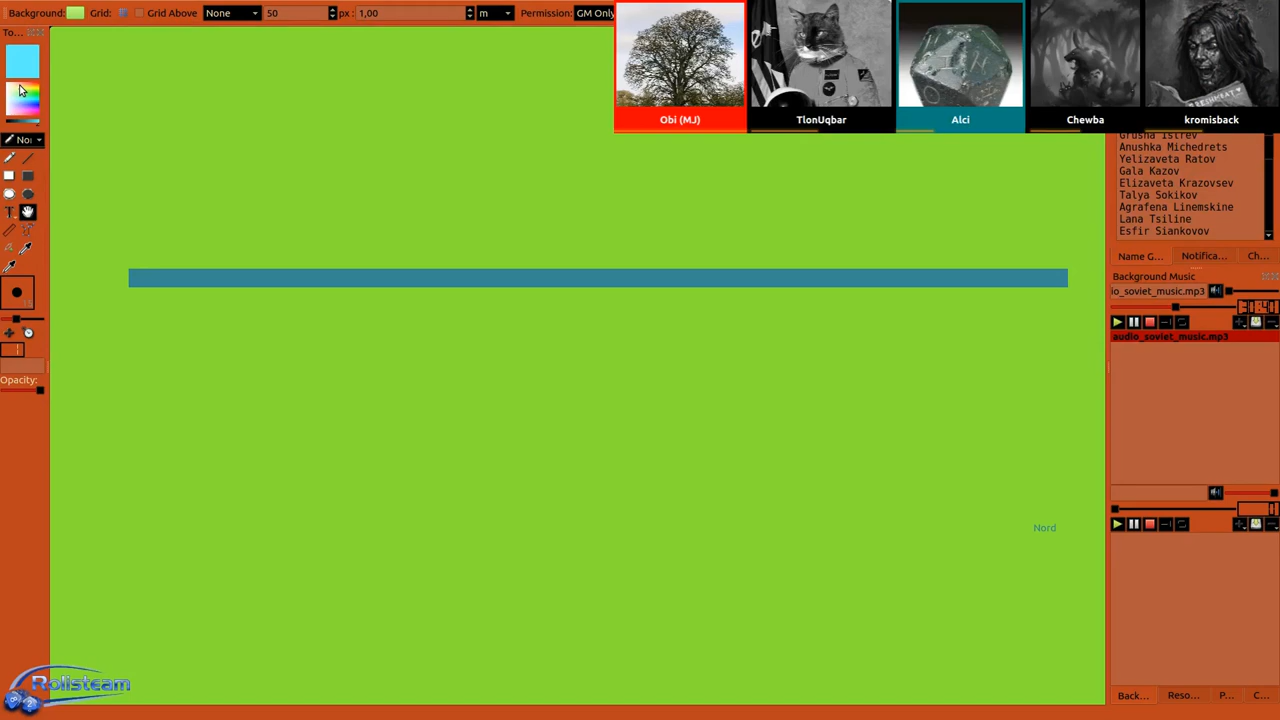 Background: Grid: Grid Above None 50 px : 1,00 m Permission: GM Only
To...
Obi (MJ) TlonUqbar Alci Chewba kromisback
Grusha Istrev
Anushka Michedrets
Yelizaveta Ratov
Gala Kazov
Elizaveta Krazovsev
Talya Sokikov
Agrafena Linemskine
Lana Tsiline
Esfir Siankovov
Name G... Notifica... Ch...
Background Music
io_soviet_music.mp3
audio_soviet_music.mp3
Opacity:
Nord
Rolisteam
Back... Reso... P... C...